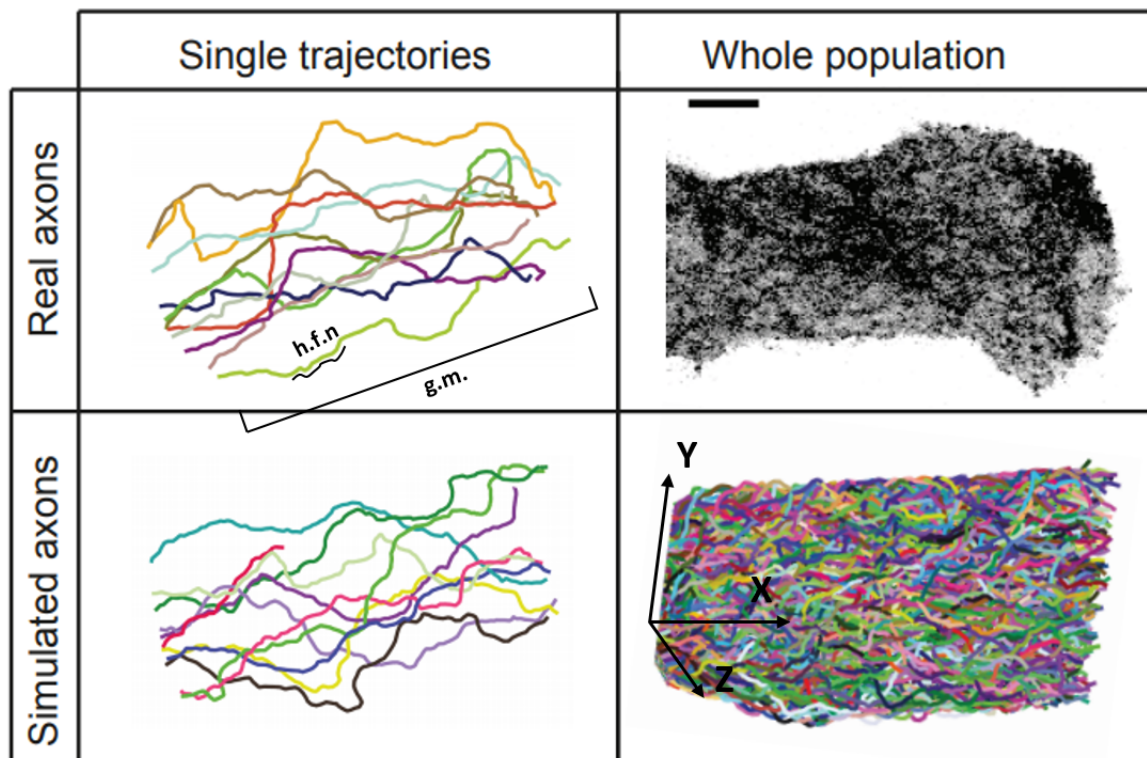 Single trajectories
Whole population
Real axons
h.f.n
g.m.
Simulated axons
Y
X
Z